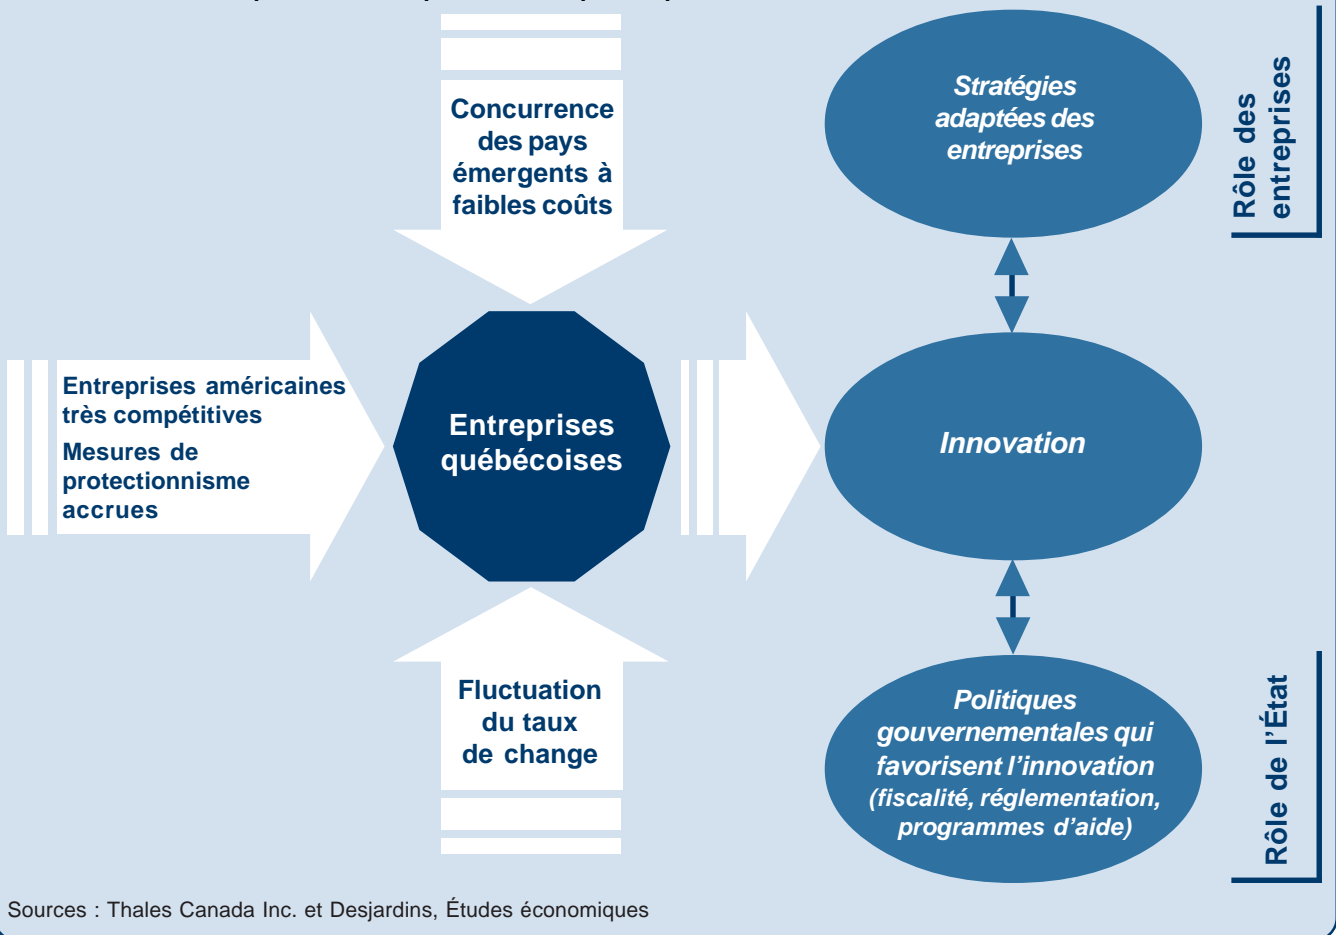 Concurrence
des pays
émergents à
faibles coûts
Stratégies
adaptées des
entreprises
Rôle des
entreprises
Entreprises américaines
très compétitives
Mesures de
protectionnisme
accrues
Entreprises
québécoises
Innovation
Fluctuation
du taux
de change
Politiques
gouvernementales qui
favorisent l’innovation
(fiscalité, réglementation,
programmes d’aide)
Rôle de l’État
Sources : Thales Canada Inc. et Desjardins, Études économiques